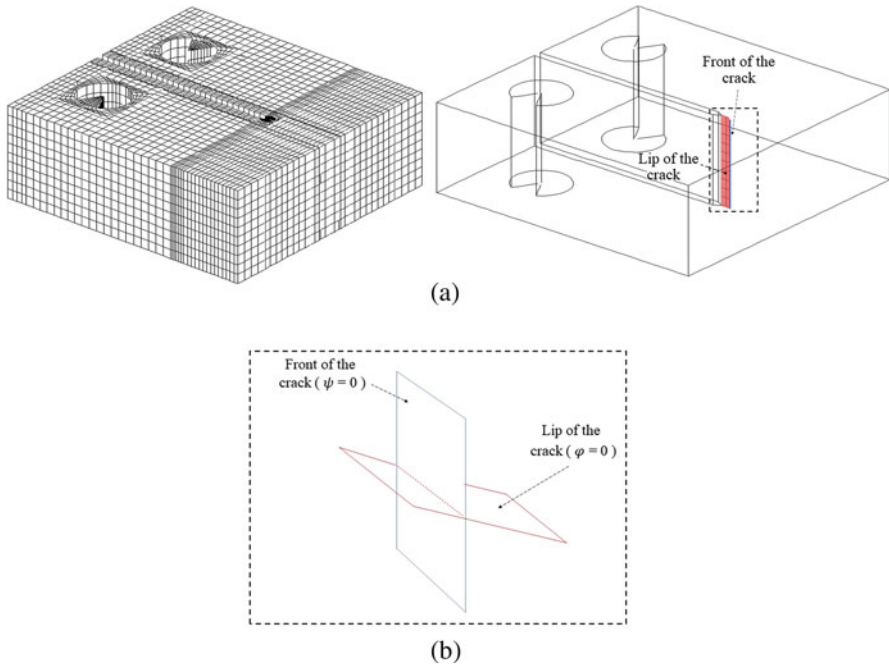 Front of the
crack
Lip of the
crack
(a)
Front of the
crack ( ψ = 0 )
Lip of the
crack ( φ = 0 )
(b)